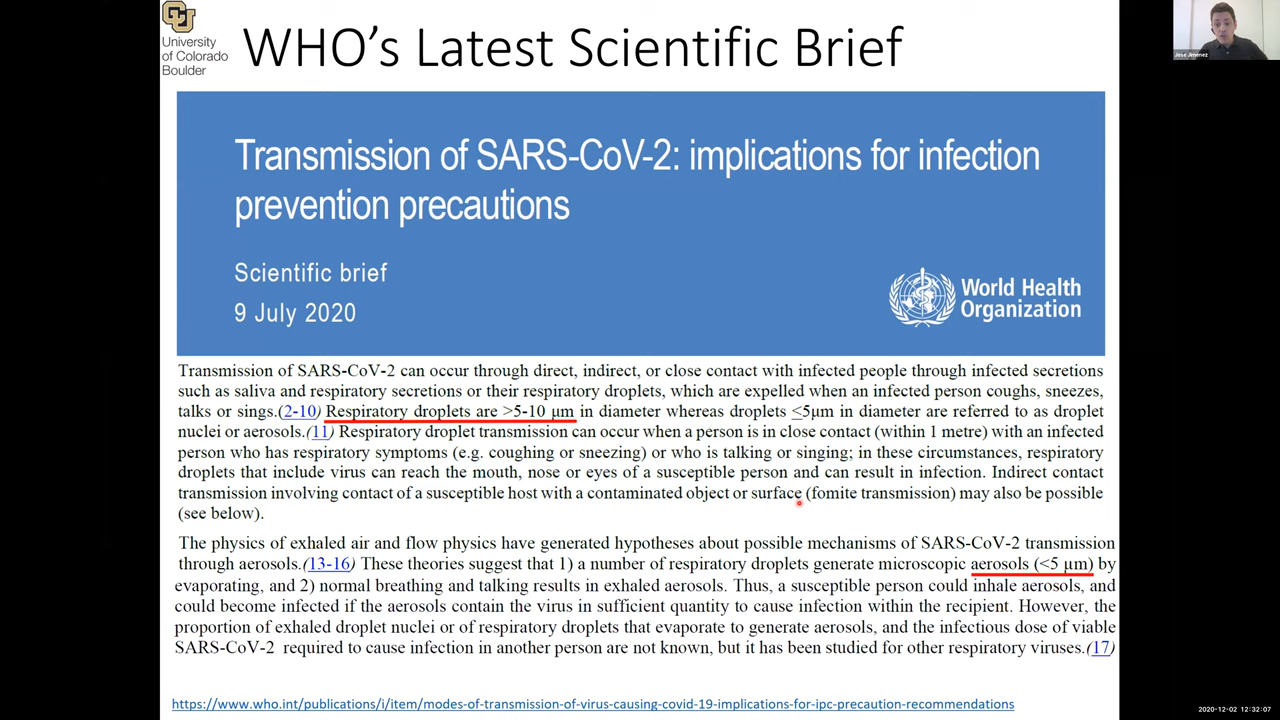 University
of Colorado
Boulder
WHO's Latest Scientific Brief
Jose Jimenez
Transmission of SARS-CoV-2: implications for infection
prevention precautions
Scientific brief
9 July 2020
World Health
Organization
Transmission of SARS-CoV-2 can occur through direct, indirect, or close contact with infected people through infected secretions
such as saliva and respiratory secretions or their respiratory droplets, which are expelled when an infected person coughs, sneezes,
talks or sings.(2-10) Respiratory droplets are >5-10 μm in diameter whereas droplets ≤5μm in diameter are referred to as droplet
nuclei or aerosols.(11) Respiratory droplet transmission can occur when a person is in close contact (within 1 metre) with an infected
person who has respiratory symptoms (e.g. coughing or sneezing) or who is talking or singing; in these circumstances, respiratory
droplets that include virus can reach the mouth, nose or eyes of a susceptible person and can result in infection. Indirect contact
transmission involving contact of a susceptible host with a contaminated object or surface (fomite transmission) may also be possible
(see below).
The physics of exhaled air and flow physics have generated hypotheses about possible mechanisms of SARS-CoV-2 transmission
through aerosols.(13-16) These theories suggest that 1) a number of respiratory droplets generate microscopic aerosols (<5 μm) by
evaporating, and 2) normal breathing and talking results in exhaled aerosols. Thus, a susceptible person could inhale aerosols, and
could become infected if the aerosols contain the virus in sufficient quantity to cause infection within the recipient. However, the
proportion of exhaled droplet nuclei or of respiratory droplets that evaporate to generate aerosols, and the infectious dose of viable
SARS-CoV-2 required to cause infection in another person are not known, but it has been studied for other respiratory viruses.(17)
https://www.who.int/publications/i/item/modes-of-transmission-of-virus-causing-covid-19-implications-for-ipc-precaution-recommendations
2020-12-02 12:32:07